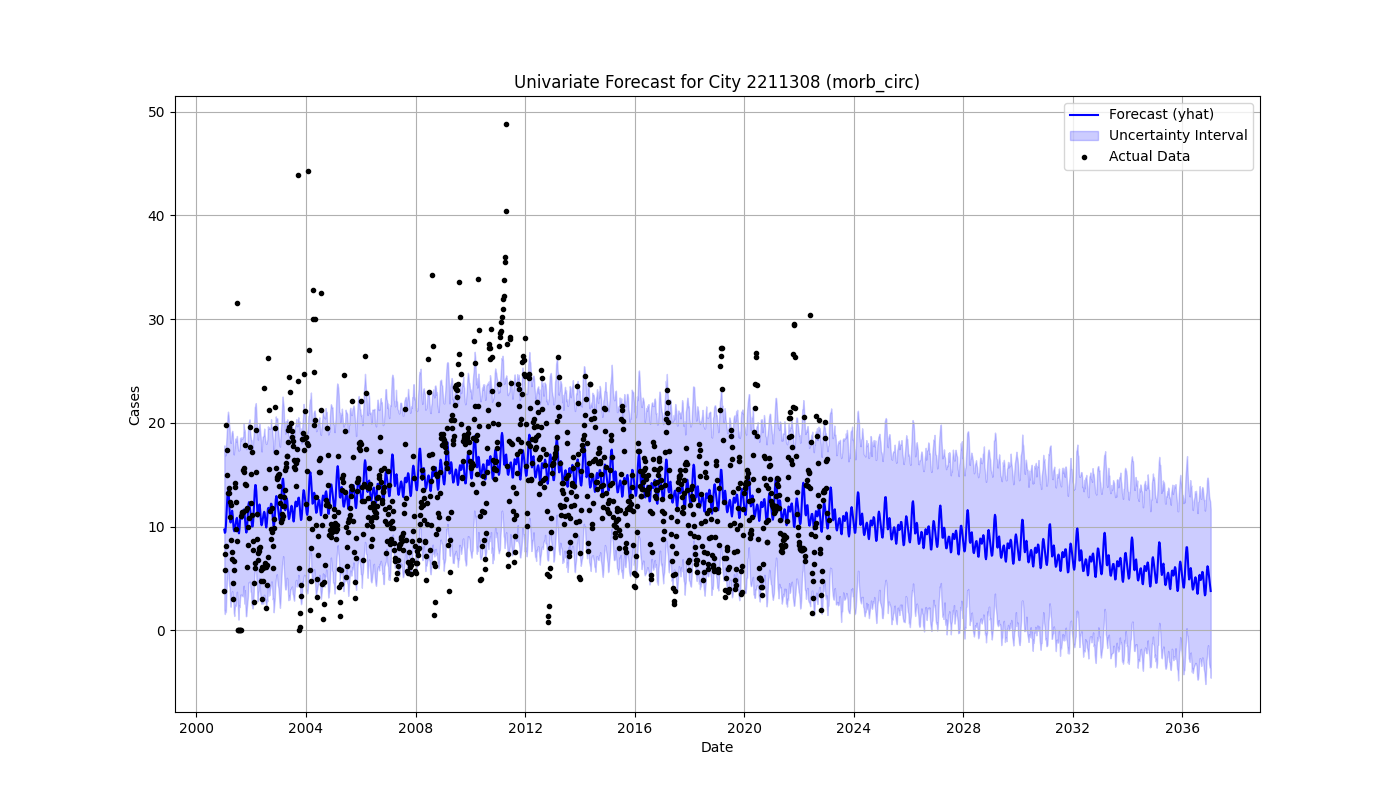 Univariate Forecast for City 2211308 (morb_circ)
Forecast (yhat)
Uncertainty Interval
Actual Data
Cases
50
40
30
20
10
0
2000 2004 2008 2012 2016 2020 2024 2028 2032 2036
Date